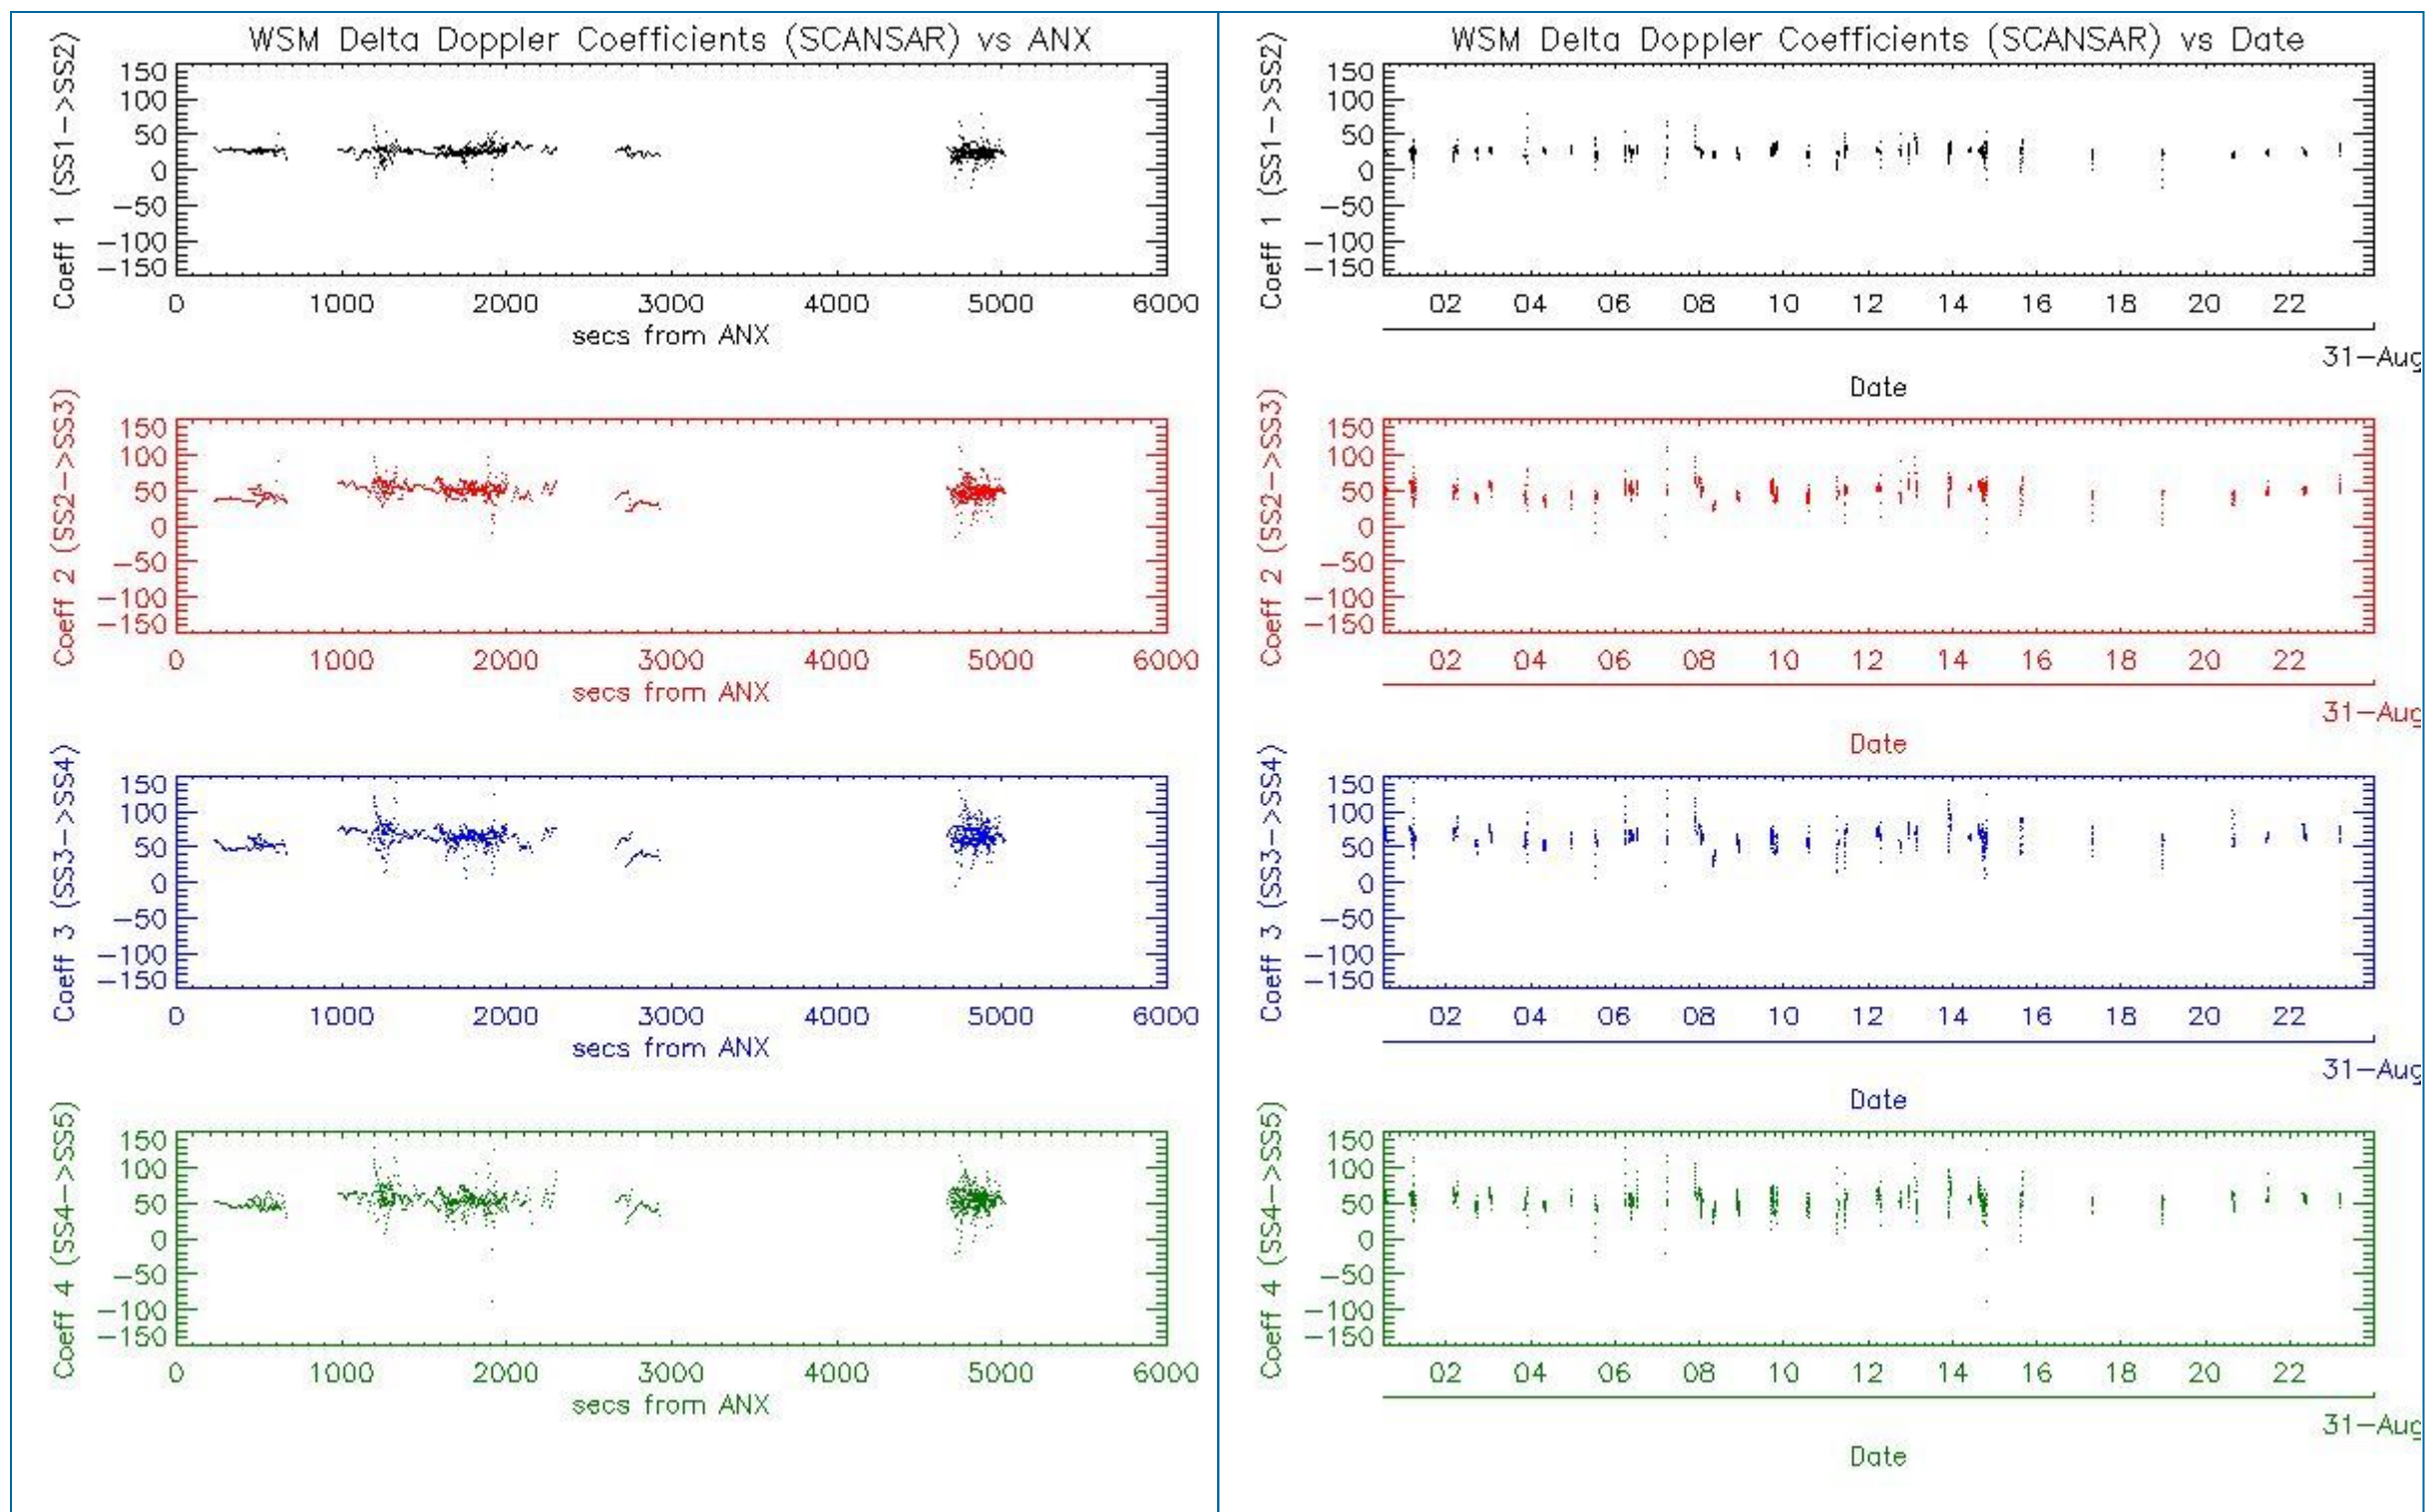 WSM Delta Doppler Coefficients (SCANSAR) vs ANX
Coeff 1 (SS1->SS2)
150
100
50
0
-50
-100
-150
0 1000 2000 3000 4000 5000 6000
secs from ANX
Coeff 2 (SS2->SS3)
150
100
50
0
-50
-100
-150
0 1000 2000 3000 4000 5000 6000
secs from ANX
Coeff 3 (SS3->SS4)
150
100
50
0
-50
-100
-150
0 1000 2000 3000 4000 5000 6000
secs from ANX
Coeff 4 (SS4->SS5)
150
100
50
0
-50
-100
-150
0 1000 2000 3000 4000 5000 6000
secs from ANX
WSM Delta Doppler Coefficients (SCANSAR) vs Date
Coeff 1 (SS1->SS2)
150
100
50
0
-50
-100
-150
02 04 06 08 10 12 14 16 18 20 22
31-Aug
Date
Coeff 2 (SS2->SS3)
150
100
50
0
-50
-100
-150
02 04 06 08 10 12 14 16 18 20 22
31-Aug
Date
Coeff 3 (SS3->SS4)
150
100
50
0
-50
-100
-150
02 04 06 08 10 12 14 16 18 20 22
31-Aug
Date
Coeff 4 (SS4->SS5)
150
100
50
0
-50
-100
-150
02 04 06 08 10 12 14 16 18 20 22
31-Aug
Date